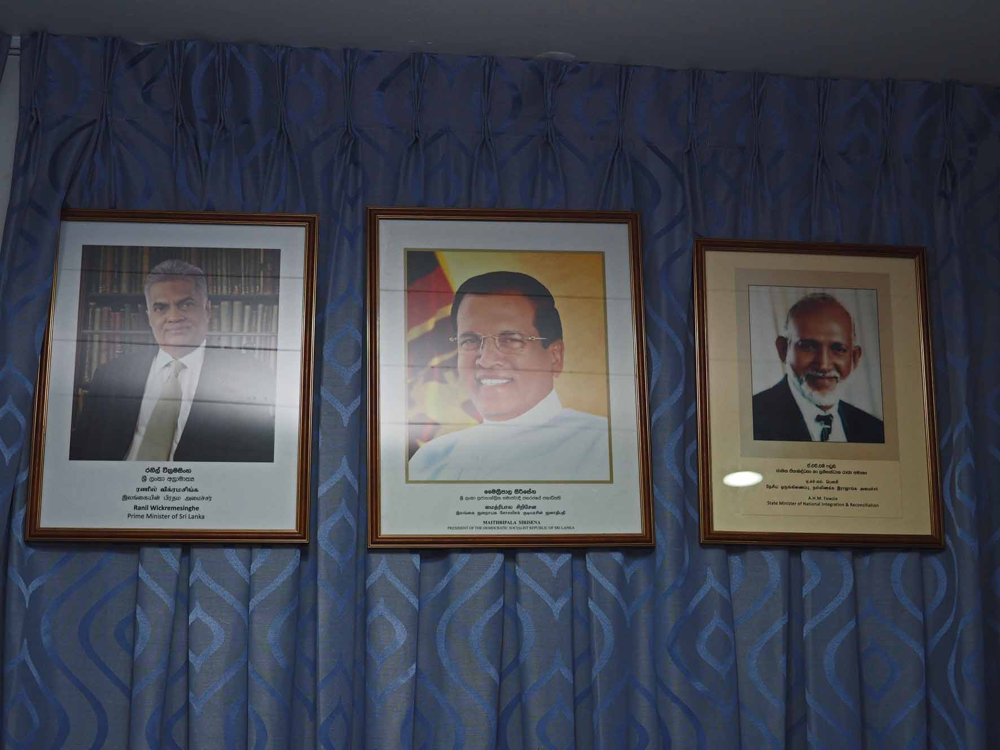 රනිල් වික්‍රමසිංහ
ශ්‍රී ලංකා අග්‍රාමාත්‍ය
ரணில் விக்ரமசிங்க
இலங்கையின் பிரதம அமைச்சர்
Ranil Wickremesinghe
Prime Minister of Sri Lanka
මෛත්‍රීපාල සිරිසේන
ශ්‍රී ලංකා ප්‍රජාතාන්ත්‍රික සමාජවාදී ජනරජයේ ජනාධිපති
மைத்ரிபால சிறிசேன
இலங்கை ஜனநாயக சோசலிசக் குடியரசின் ஜனாதிபதி
MAITHRIPALA SIRISENA
PRESIDENT OF THE DEMOCRATIC SOCIALIST REPUBLIC OF SRI LANKA
ඒ.එච්.එම් ෆවුසි
ජාතික ඒකාබද්ධතා හා ප්‍රතිසන්ධාන රාජ්‍ය අමාත්‍ය
ஏ.எச்.எம். பௌசி
தேசிய ஒருங்கிணைப்பு, நல்லிணக்க இராஜாங்க அமைச்சர்
A.H.M. Fowzie
State Minister of National Integration & Reconciliation